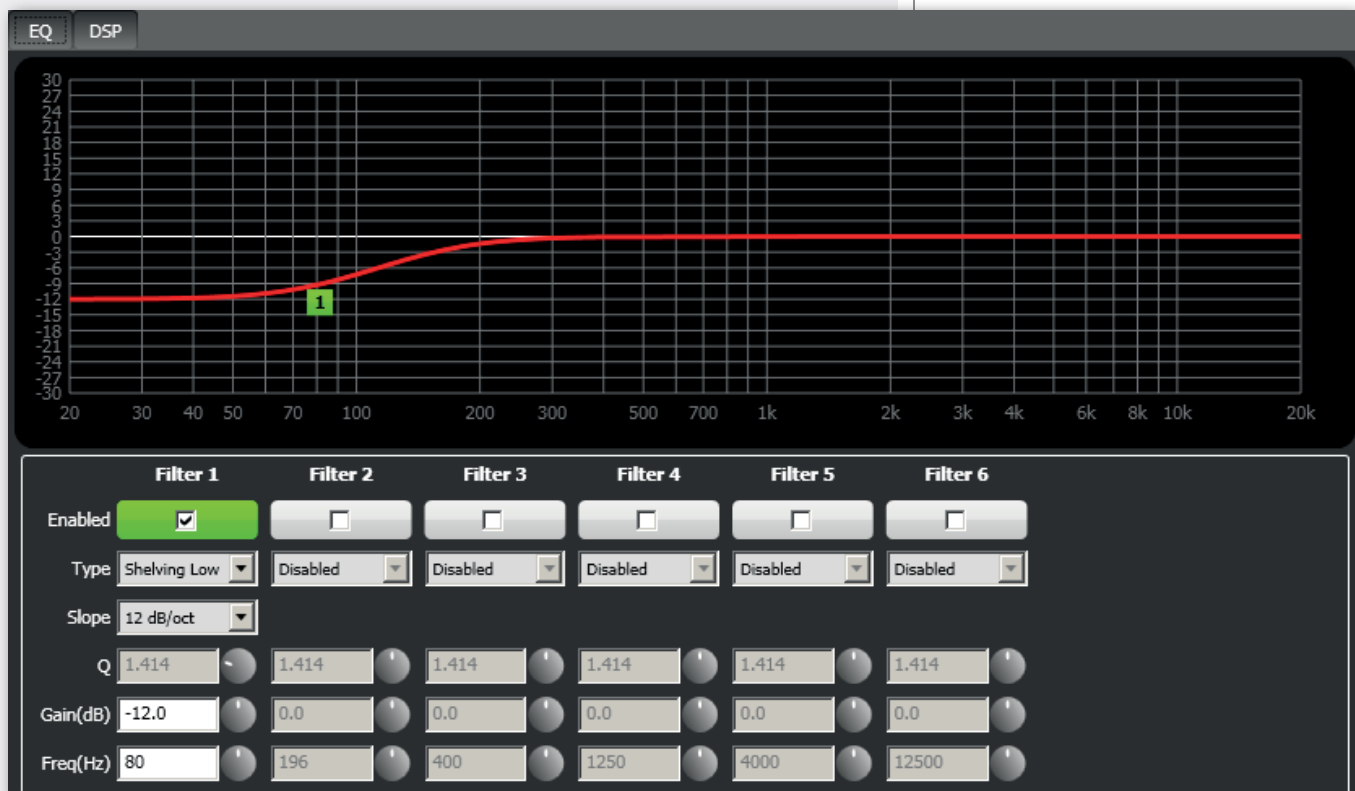 EQ DSP
30
27
24
21
18
15
12
9
6
3
0
-3
-6
-9
-12
-15
-18
-21
-24
-27
-30
1
20 30 40 50 70 100 200 300 500 700 1k 2k 3k 4k 6k 8k 10k 20k
Filter 1 Filter 2 Filter 3 Filter 4 Filter 5 Filter 6
Enabled
Type Shelving Low Disabled Disabled Disabled Disabled Disabled
Slope 12 dB/oct
Q 1.414 1.414 1.414 1.414 1.414 1.414
Gain(dB) -12.0 0.0 0.0 0.0 0.0 0.0
Freq(Hz) 80 196 400 1250 4000 12500